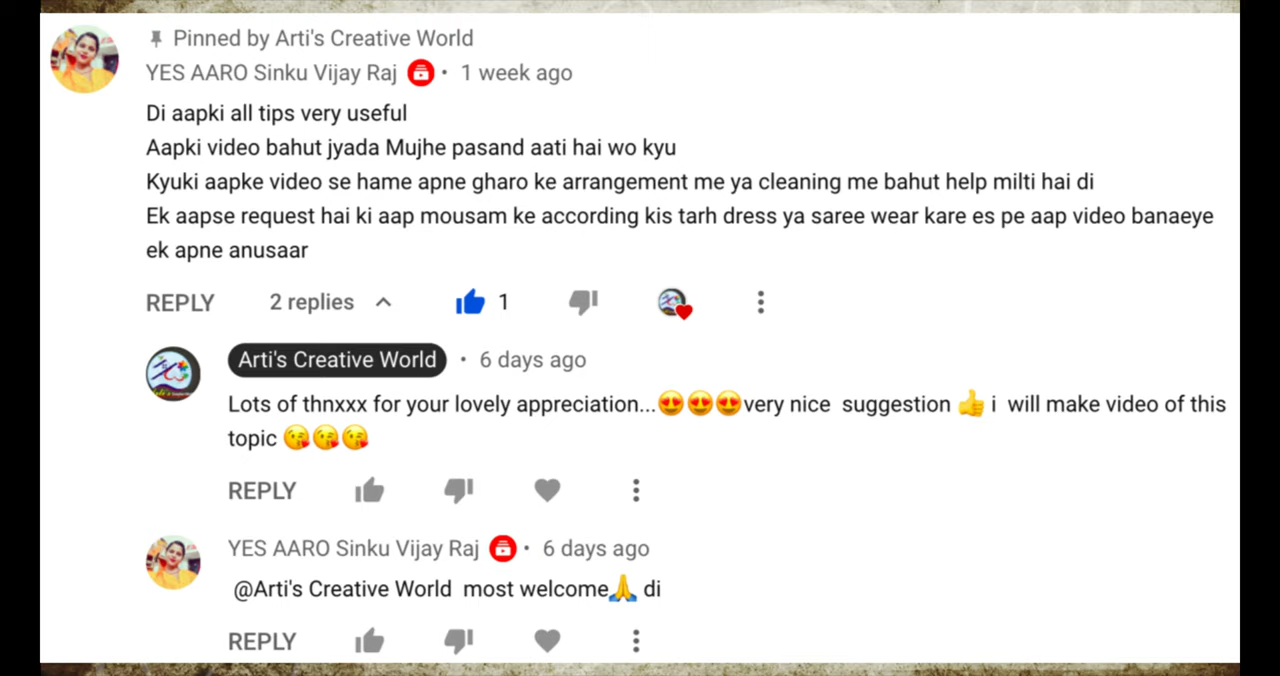 Pinned by Arti's Creative World
YES AARO Sinku Vijay Raj • 1 week ago
Di aapki all tips very useful
Aapki video bahut jyada Mujhe pasand aati hai wo kyu
Kyuki aapke video se hame apne gharo ke arrangement me ya cleaning me bahut help milti hai di
Ek aapse request hai ki aap mousam ke according kis tarh dress ya saree wear kare es pe aap video banaeye
ek apne anusaar
REPLY 2 replies 1
Arti's Creative World • 6 days ago
Lots of thnxxx for your lovely appreciation...😍😍😍very nice suggestion 👍 i will make video of this
topic 😘😘😘
REPLY
YES AARO Sinku Vijay Raj • 6 days ago
@Arti's Creative World most welcome🙏 di
REPLY